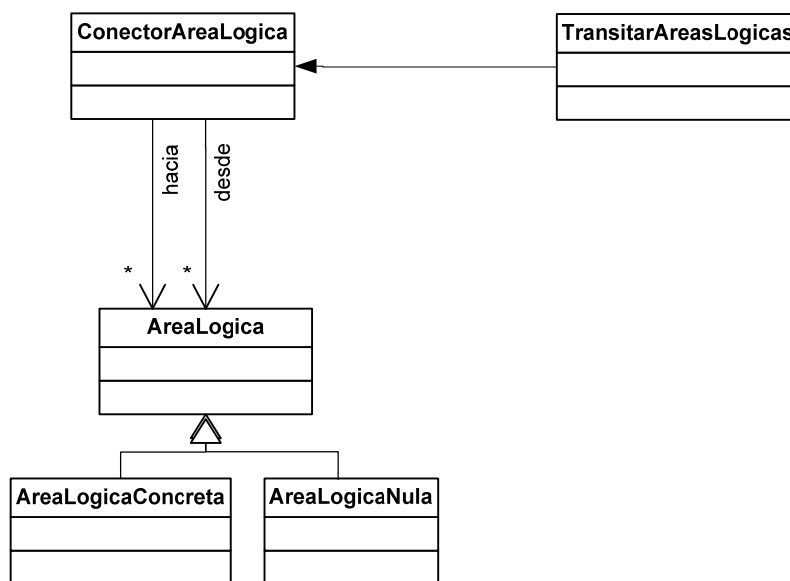 ConectorAreaLogica
TransitarAreasLogicas
hacia
desde
*
*
AreaLogica
AreaLogicaConcreta
AreaLogicaNula